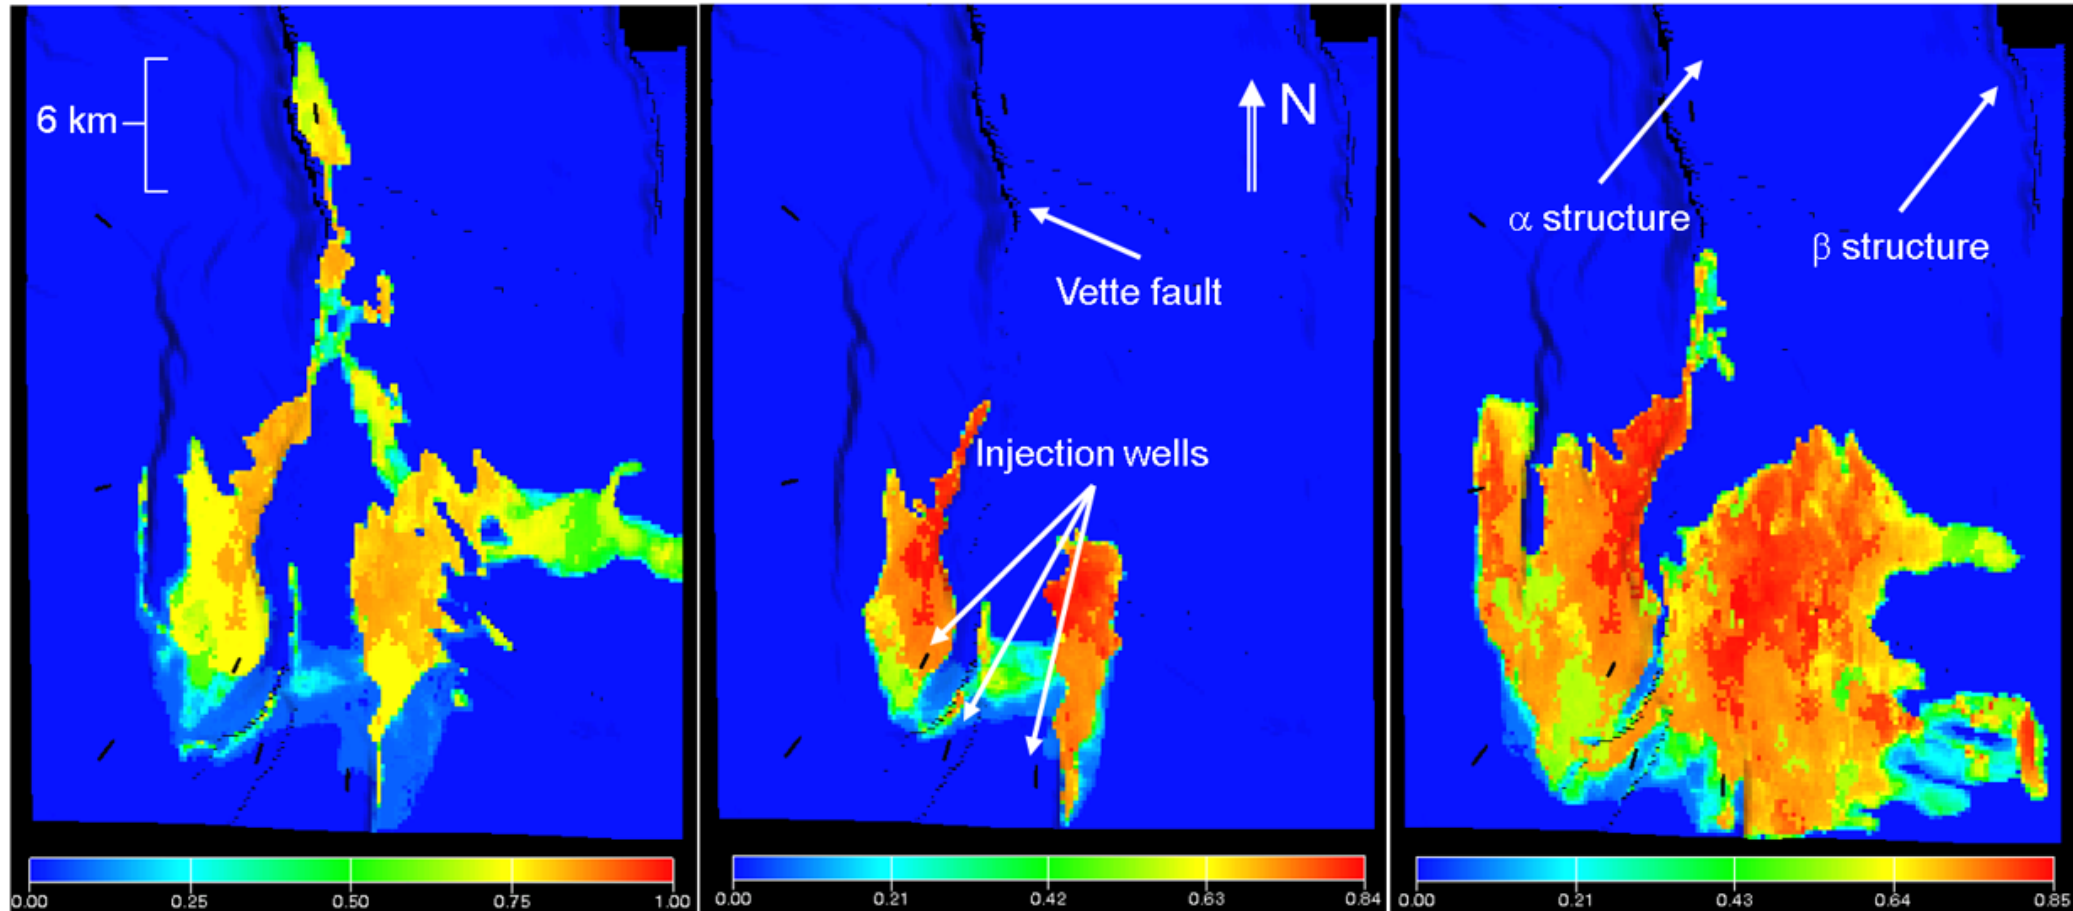 6 km
0.00 0.25 0.50 0.75 1.00
N
Vette fault
Injection wells
0.00 0.21 0.42 0.63 0.84
α structure
β structure
0.00 0.21 0.43 0.64 0.85